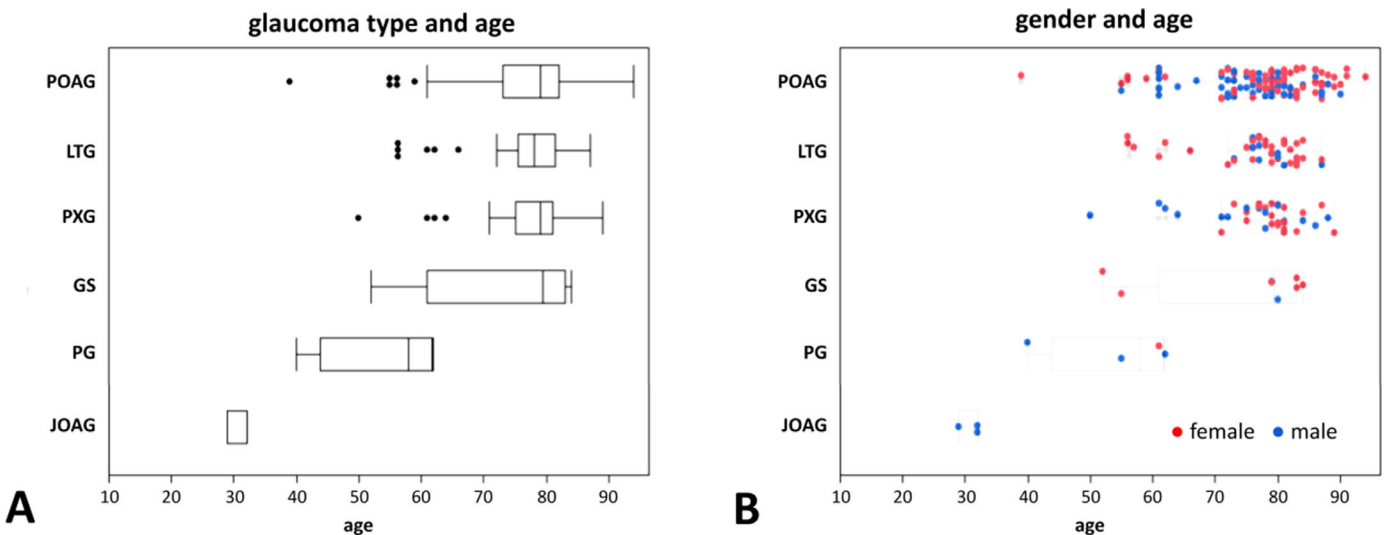 glaucoma type and age
POAG
LTG
PXG
GS
PG
JOAG
10 20 30 40 50 60 70 80 90
age
A
gender and age
POAG
LTG
PXG
GS
PG
JOAG
female male
10 20 30 40 50 60 70 80 90
age
B